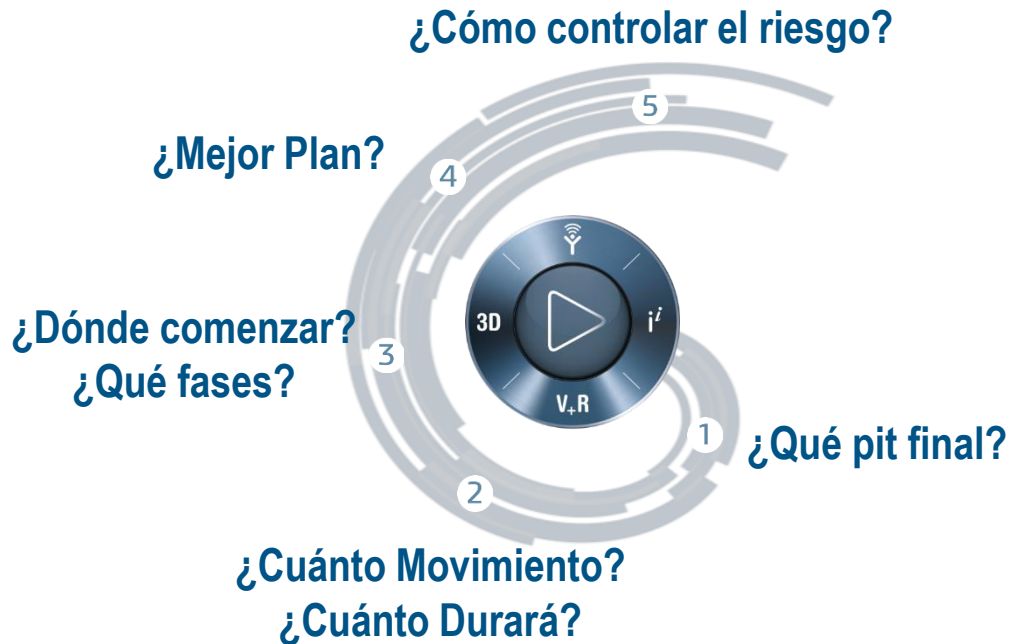 ¿Cómo controlar el riesgo?
5
¿Mejor Plan?
4
3D
i i
V+R
¿Dónde comenzar?
¿Qué fases?
3
1
¿Qué pit final?
2
¿Cuánto Movimiento?
¿Cuánto Durará?